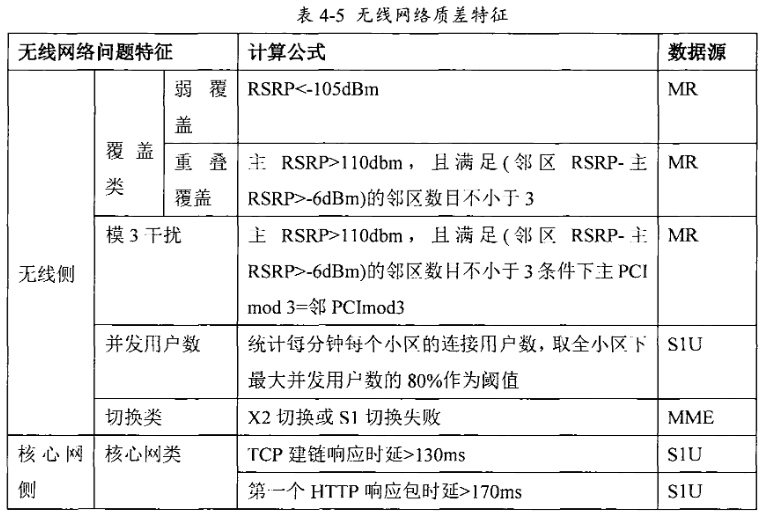 表 4-5 无线网络质差特征
无线网络问题特征 计算公式 数据源
无线侧 覆盖类 弱覆盖 RSRP<-105dBm MR
重叠覆盖 主 RSRP>110dbm，且满足(邻区 RSRP-主
RSRP>-6dBm)的邻区数目不小于 3 MR
模 3 干扰 主 RSRP>110dbm，且满足(邻区 RSRP-主
RSRP>-6dBm)的邻区数目不小于 3 条件下主 PCI
mod 3=邻 PCImod3 MR
并发用户数 统计每分钟每个小区的连接用户数，取全小区下
最大并发用户数的 80%作为阈值 S1U
切换类 X2 切换或 S1 切换失败 MME
核心网侧 核心网类 TCP 建链响应时延>130ms S1U
第一个 HTTP 响应包时延>170ms S1U